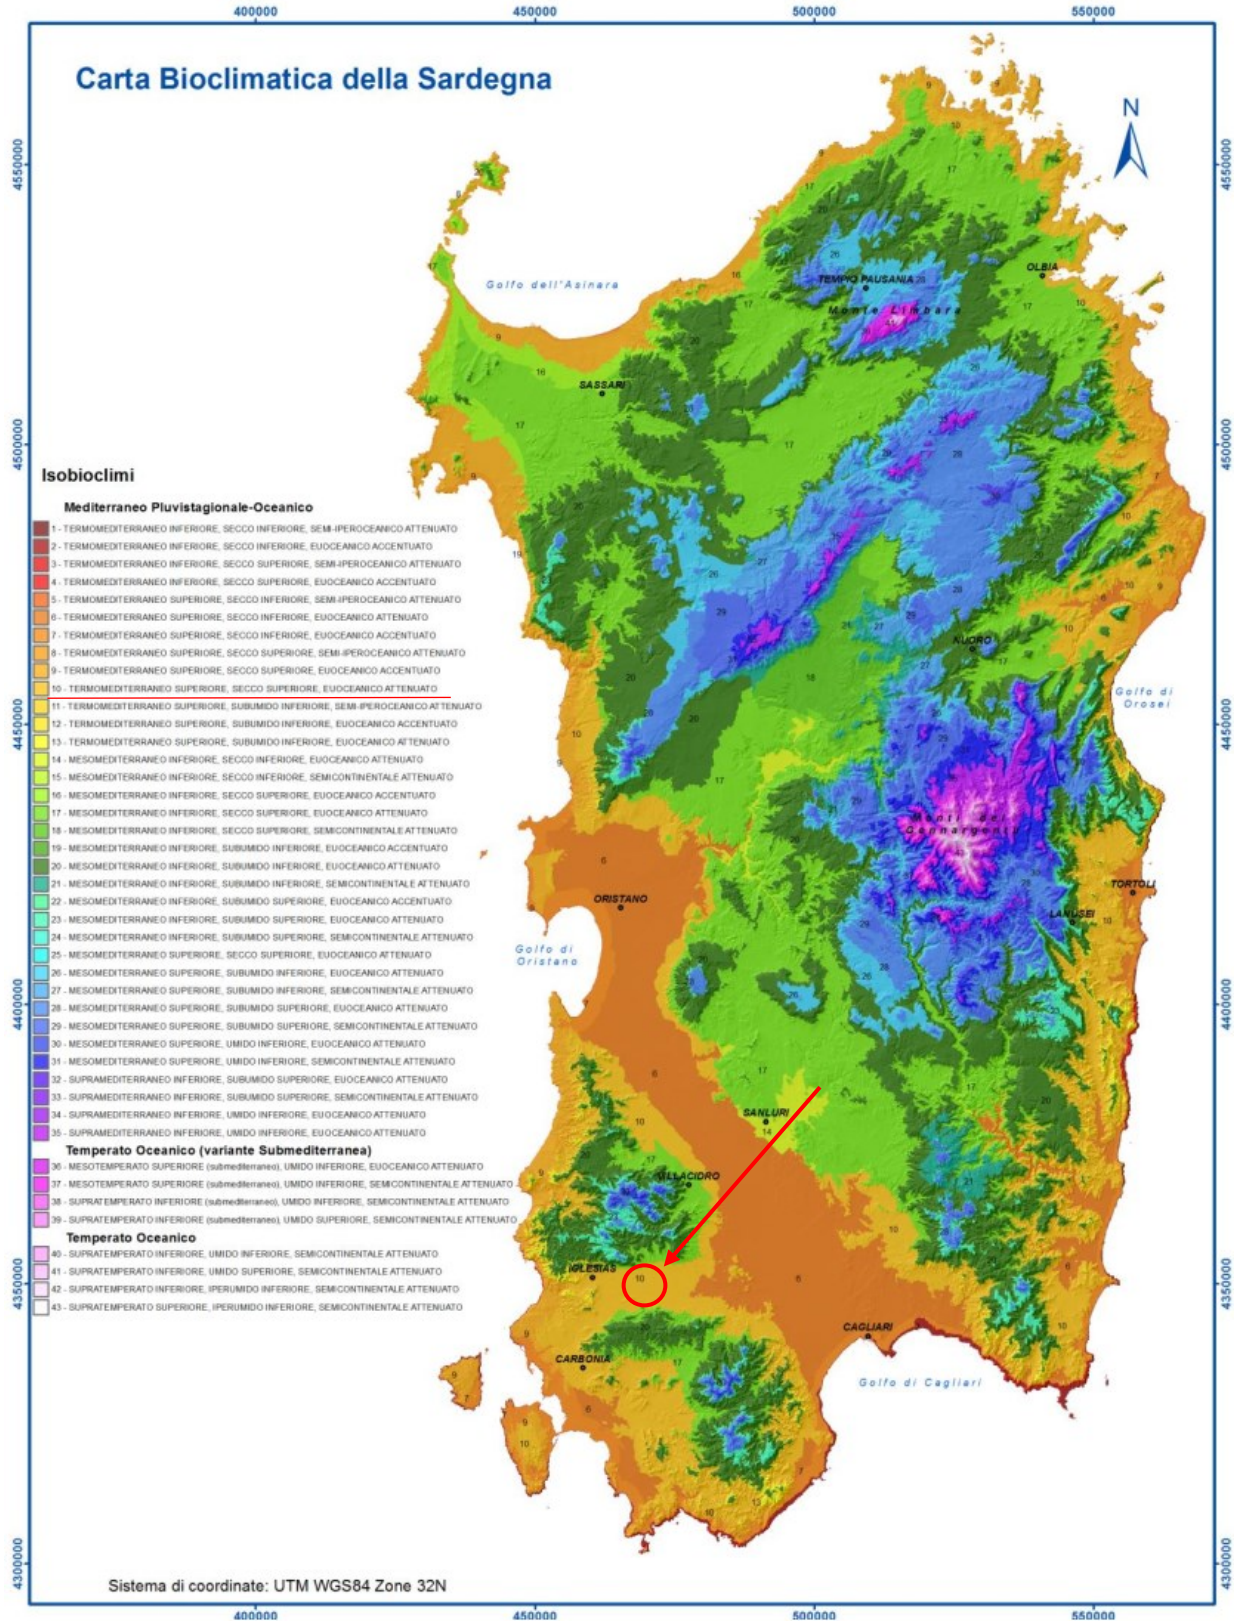 400000
450000
500000
550000
Carta Bioclimatica della Sardegna
N
4550000
4550000
Golfo dell'Asinara
TEMPIO PAUSANIA
OLBIA
Monte Limbara
SASSARI
4500000
4500000
Isobioclimi
Mediterraneo Pluvistagionale-Oceanico
1 - TERMOMEDITERRANEO INFERIORE, SECCO INFERIORE, SEMI-IPEROCEANICO ATTENUATO
2 - TERMOMEDITERRANEO INFERIORE, SECCO INFERIORE, EUOCEANICO ACCENTUATO
3 - TERMOMEDITERRANEO INFERIORE, SECCO SUPERIORE, SEMI-IPEROCEANICO ATTENUATO
4 - TERMOMEDITERRANEO INFERIORE, SECCO SUPERIORE, EUOCEANICO ACCENTUATO
5 - TERMOMEDITERRANEO SUPERIORE, SECCO INFERIORE, SEMI-IPEROCEANICO ATTENUATO
6 - TERMOMEDITERRANEO SUPERIORE, SECCO INFERIORE, EUOCEANICO ATTENUATO
7 - TERMOMEDITERRANEO SUPERIORE, SECCO INFERIORE, EUOCEANICO ACCENTUATO
8 - TERMOMEDITERRANEO SUPERIORE, SECCO SUPERIORE, SEMI-IPEROCEANICO ATTENUATO
9 - TERMOMEDITERRANEO SUPERIORE, SECCO SUPERIORE, EUOCEANICO ACCENTUATO
10 - TERMOMEDITERRANEO SUPERIORE, SECCO SUPERIORE, EUOCEANICO ATTENUATO
11 - TERMOMEDITERRANEO SUPERIORE, SUBUMIDO INFERIORE, SEMI-IPEROCEANICO ATTENUATO
12 - TERMOMEDITERRANEO SUPERIORE, SUBUMIDO INFERIORE, EUOCEANICO ACCENTUATO
13 - TERMOMEDITERRANEO SUPERIORE, SUBUMIDO INFERIORE, EUOCEANICO ATTENUATO
14 - MESOMEDITERRANEO INFERIORE, SECCO INFERIORE, EUOCEANICO ATTENUATO
15 - MESOMEDITERRANEO INFERIORE, SECCO INFERIORE, SEMICONTINENTALE ATTENUATO
16 - MESOMEDITERRANEO INFERIORE, SECCO SUPERIORE, EUOCEANICO ACCENTUATO
17 - MESOMEDITERRANEO INFERIORE, SECCO SUPERIORE, EUOCEANICO ATTENUATO
18 - MESOMEDITERRANEO INFERIORE, SECCO SUPERIORE, SEMICONTINENTALE ATTENUATO
19 - MESOMEDITERRANEO INFERIORE, SUBUMIDO INFERIORE, EUOCEANICO ACCENTUATO
20 - MESOMEDITERRANEO INFERIORE, SUBUMIDO INFERIORE, EUOCEANICO ATTENUATO
21 - MESOMEDITERRANEO INFERIORE, SUBUMIDO INFERIORE, SEMICONTINENTALE ATTENUATO
22 - MESOMEDITERRANEO INFERIORE, SUBUMIDO SUPERIORE, EUOCEANICO ACCENTUATO
23 - MESOMEDITERRANEO INFERIORE, SUBUMIDO SUPERIORE, EUOCEANICO ATTENUATO
24 - MESOMEDITERRANEO INFERIORE, SUBUMIDO SUPERIORE, SEMICONTINENTALE ATTENUATO
25 - MESOMEDITERRANEO SUPERIORE, SECCO SUPERIORE, EUOCEANICO ATTENUATO
26 - MESOMEDITERRANEO SUPERIORE, SUBUMIDO INFERIORE, EUOCEANICO ATTENUATO
27 - MESOMEDITERRANEO SUPERIORE, SUBUMIDO INFERIORE, SEMICONTINENTALE ATTENUATO
28 - MESOMEDITERRANEO SUPERIORE, SUBUMIDO SUPERIORE, EUOCEANICO ATTENUATO
29 - MESOMEDITERRANEO SUPERIORE, SUBUMIDO SUPERIORE, SEMICONTINENTALE ATTENUATO
30 - MESOMEDITERRANEO SUPERIORE, UMIDO INFERIORE, EUOCEANICO ATTENUATO
31 - MESOMEDITERRANEO SUPERIORE, UMIDO INFERIORE, SEMICONTINENTALE ATTENUATO
32 - SUPRAMEDITERRANEO INFERIORE, SUBUMIDO SUPERIORE, EUOCEANICO ATTENUATO
33 - SUPRAMEDITERRANEO INFERIORE, SUBUMIDO SUPERIORE, SEMICONTINENTALE ATTENUATO
34 - SUPRAMEDITERRANEO INFERIORE, UMIDO INFERIORE, EUOCEANICO ATTENUATO
35 - SUPRAMEDITERRANEO INFERIORE, UMIDO INFERIORE, EUOCEANICO ATTENUATO
Temperato Oceanico (variante Submediterranea)
36 - MESOTEMPERATO SUPERIORE (submediterraneo), UMIDO INFERIORE, EUOCEANICO ATTENUATO
37 - MESOTEMPERATO SUPERIORE (submediterraneo), UMIDO INFERIORE, SEMICONTINENTALE ATTENUATO
38 - SUPRATEMPERATO INFERIORE (submediterraneo), UMIDO INFERIORE, SEMICONTINENTALE ATTENUATO
39 - SUPRATEMPERATO INFERIORE (submediterraneo), UMIDO SUPERIORE, SEMICONTINENTALE ATTENUATO
Temperato Oceanico
40 - SUPRATEMPERATO INFERIORE, UMIDO INFERIORE, SEMICONTINENTALE ATTENUATO
41 - SUPRATEMPERATO INFERIORE, UMIDO SUPERIORE, SEMICONTINENTALE ATTENUATO
42 - SUPRATEMPERATO INFERIORE, IPERUMIDO INFERIORE, SEMICONTINENTALE ATTENUATO
43 - SUPRATEMPERATO SUPERIORE, IPERUMIDO INFERIORE, SEMICONTINENTALE ATTENUATO
NUORO
Golfo di
Orosei
4450000
4450000
Monti del
Gennargentu
ORISTANO
TORTOLI
LANUSEI
Golfo di
Oristano
4400000
4400000
SANLURI
VILLACIDRO
IGLESIAS
10
4350000
4350000
CAGLIARI
CARBONIA
Golfo di Cagliari
4300000
4300000
Sistema di coordinate: UTM WGS84 Zone 32N
400000
450000
500000
550000